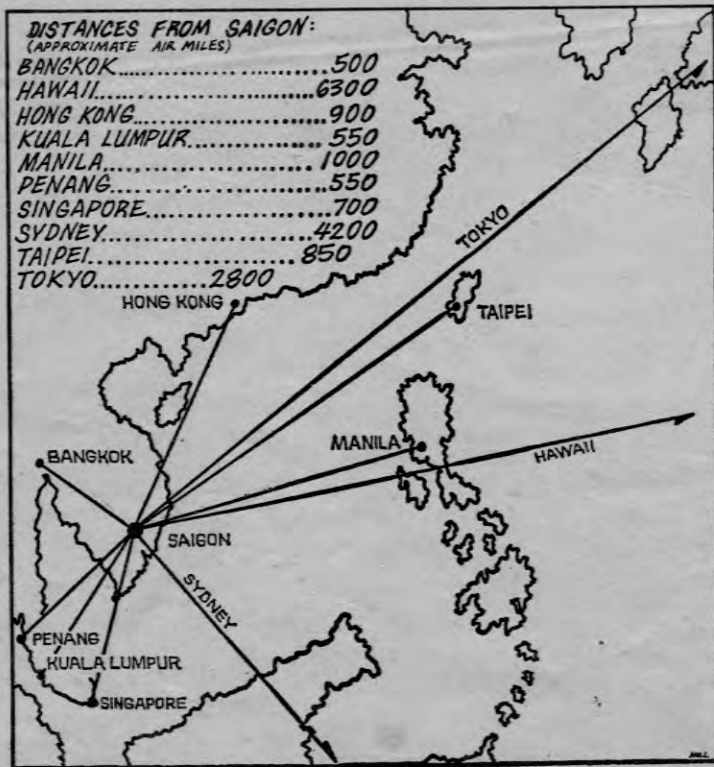 DISTANCES FROM SAIGON:
(APPROXIMATE AIR MILES)
BANGKOK..........................500
HAWAII............................6300
HONG KONG.....................900
KUALA LUMPUR................550
MANILA...........................1000
PENANG..........................550
SINGAPORE......................700
SYDNEY...........................4200
TAIPEI.......................850
TOKYO.............2800
HONG KONG
TOKYO
TAIPEI
MANILA
HAWAII
BANGKOK
SAIGON
SYDNEY
PENANG
KUALA LUMPUR
SINGAPORE